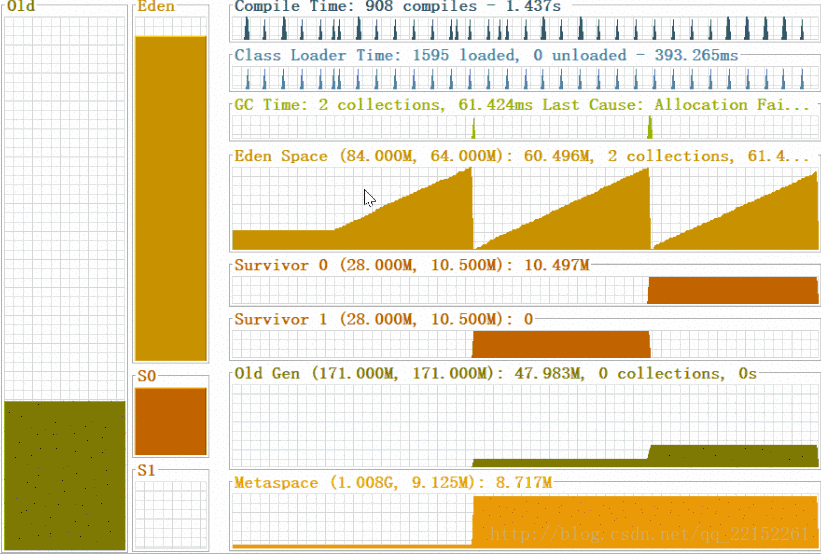 Old
Eden
S0
S1
Compile Time: 908 compiles - 1.437s
Class Loader Time: 1595 loaded, 0 unloaded - 393.265ms
GC Time: 2 collections, 61.424ms Last Cause: Allocation Fai...
Eden Space (84.000M, 64.000M): 60.496M, 2 collections, 61.4...
Survivor 0 (28.000M, 10.500M): 10.497M
Survivor 1 (28.000M, 10.500M): 0
Old Gen (171.000M, 171.000M): 47.983M, 0 collections, 0s
Metaspace (1.008G, 9.125M): 8.717M
http://blog.csdn.net/qq_22152261